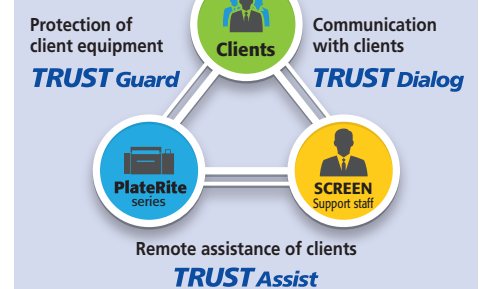 Protection of
client equipment
TRUST Guard
Clients
Communication
with clients
TRUST Dialog
PlateRite
series
SCREEN
Support staff
Remote assistance of clients
TRUST Assist